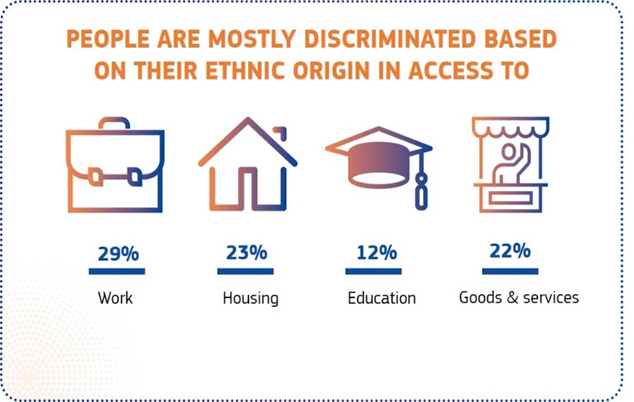 PEOPLE ARE MOSTLY DISCRIMINATED BASED
ON THEIR ETHNIC ORIGIN IN ACCESS TO
29%
Work
23%
Housing
12%
Education
22%
Goods & services